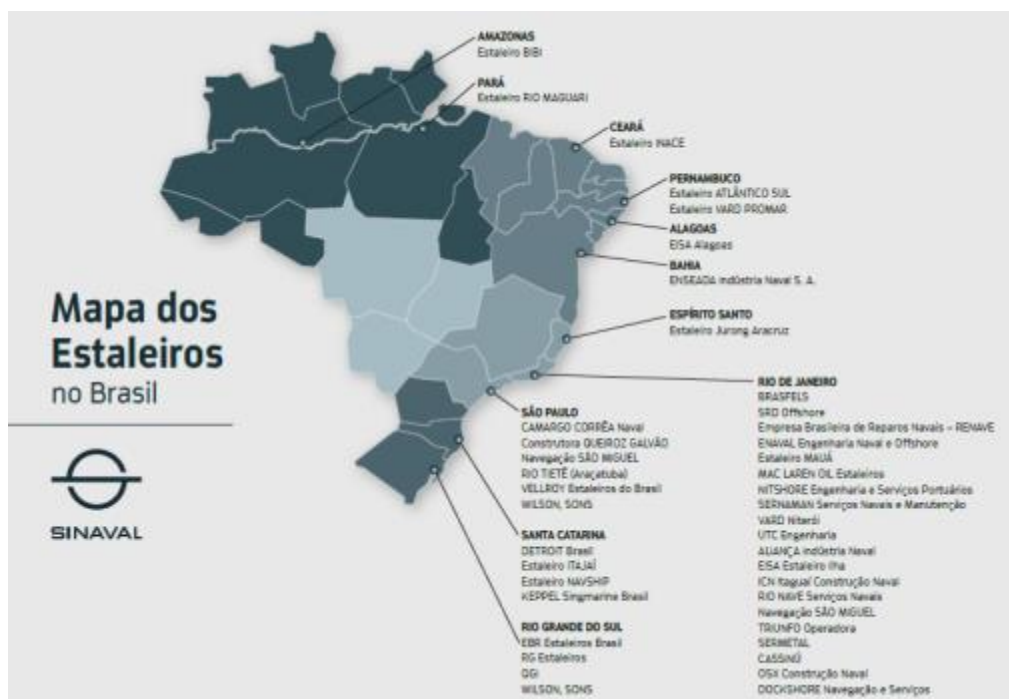 AMAZONAS
Estaleiro BIBI
PARÁ
Estaleiro RIO MAGUARI
CEARÁ
Estaleiro INACE
PERNAMBUCO
Estaleiro ATLÂNTICO SUL
Estaleiro VARD PROMAR
ALAGOAS
EISA Alagoas
BAHIA
ENSEADA Indústria Naval S. A.
ESPÍRITO SANTO
Estaleiro Jurong Aracruz
Mapa dos
Estaleiros
no Brasil
SINAVAL
SÃO PAULO
CAMARGO CORRÊA Naval
Construtora QUEIROZ GALVÃO
Navegação SÃO MIGUEL
RIO TIETÊ (Araçatuba)
VELLROY Estaleiros do Brasil
WILSON, SONS
SANTA CATARINA
DETROIT Brasil
Estaleiro ITAJAÍ
Estaleiro NAVSHIP
KEPPEL Singmarine Brasil
RIO GRANDE DO SUL
EBR Estaleiros Brasil
RG Estaleiros
QGI
WILSON, SONS
RIO DE JANEIRO
BRASFELS
SRD Offshore
Empresa Brasileira de Reparos Navais – RENAVE
ENAVAL Engenharia Naval e Offshore
Estaleiro MAUÁ
MAC LAREN OIL Estaleiros
NITSHORE Engenharia e Serviços Portuários
SERNAMAN Serviços Navais e Manutenção
VARD Niterói
UTC Engenharia
ALIANÇA Indústria Naval
EISA Estaleiro Ilha
ICN Itaguaí Construção Naval
RIO NAVE Serviços Navais
Navegação SÃO MIGUEL
TRIUNFO Operadora
SERMETAL
CASSINÚ
OSX Construção Naval
DOCKSHORE Navegação e Serviços